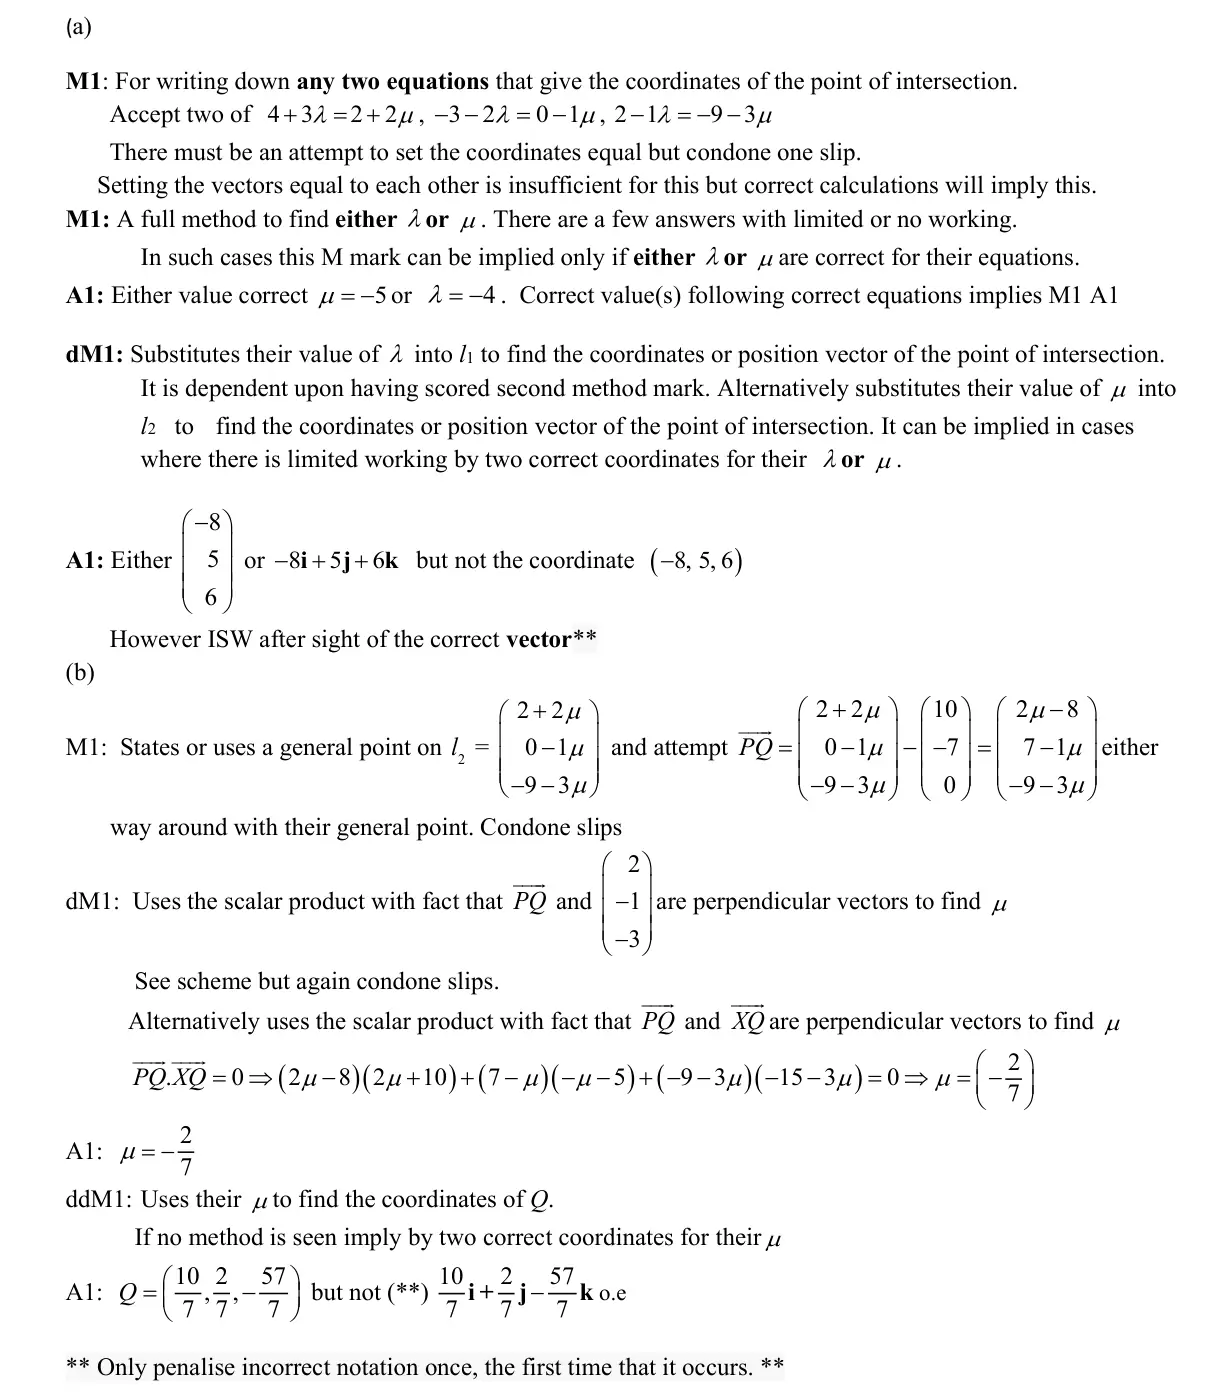 (a)
M1: For writing down any two equations that give the coordinates of the point of intersection.
Accept two of 4+3λ=2+2μ, −3−2λ=0−1μ, 2−1λ=−9−3μ
There must be an attempt to set the coordinates equal but condone one slip.
Setting the vectors equal to each other is insufficient for this but correct calculations will imply this.
M1: A full method to find either λ or μ. There are a few answers with limited or no working.
In such cases this M mark can be implied only if either λ or μ are correct for their equations.
A1: Either value correct μ=−5 or λ=−4. Correct value(s) following correct equations implies M1 A1
dM1: Substitutes their value of λ into l1 to find the coordinates or position vector of the point of intersection.
It is dependent upon having scored second method mark. Alternatively substitutes their value of μ into
l2 to find the coordinates or position vector of the point of intersection. It can be implied in cases
where there is limited working by two correct coordinates for their λ or μ.
A1: Either (−8 5 6) or −8i+5j+6k but not the coordinate (−8, 5, 6)
However ISW after sight of the correct vector**
(b)
M1: States or uses a general point on l₂ = (2+2μ 0−1μ −9−3μ) and attempt PQ = (2+2μ 0−1μ −9−3μ) − (10 −7 0) = (2μ−8 7−1μ −9−3μ) either
way around with their general point. Condone slips
dM1: Uses the scalar product with fact that PQ and (2 −1 −3) are perpendicular vectors to find μ
See scheme but again condone slips.
Alternatively uses the scalar product with fact that PQ and XQ are perpendicular vectors to find μ
PQ.XQ=0⇒(2μ−8)(2μ+10)+(7−μ)(−μ−5)+(−9−3μ)(−15−3μ)=0⇒μ=(−2/7)
A1: μ=−2/7
ddM1: Uses their μ to find the coordinates of Q.
If no method is seen imply by two correct coordinates for their μ
A1: Q=(10/7, 2/7, −57/7) but not (**) 10/7i+2/7j−57/7k o.e
** Only penalise incorrect notation once, the first time that it occurs. **